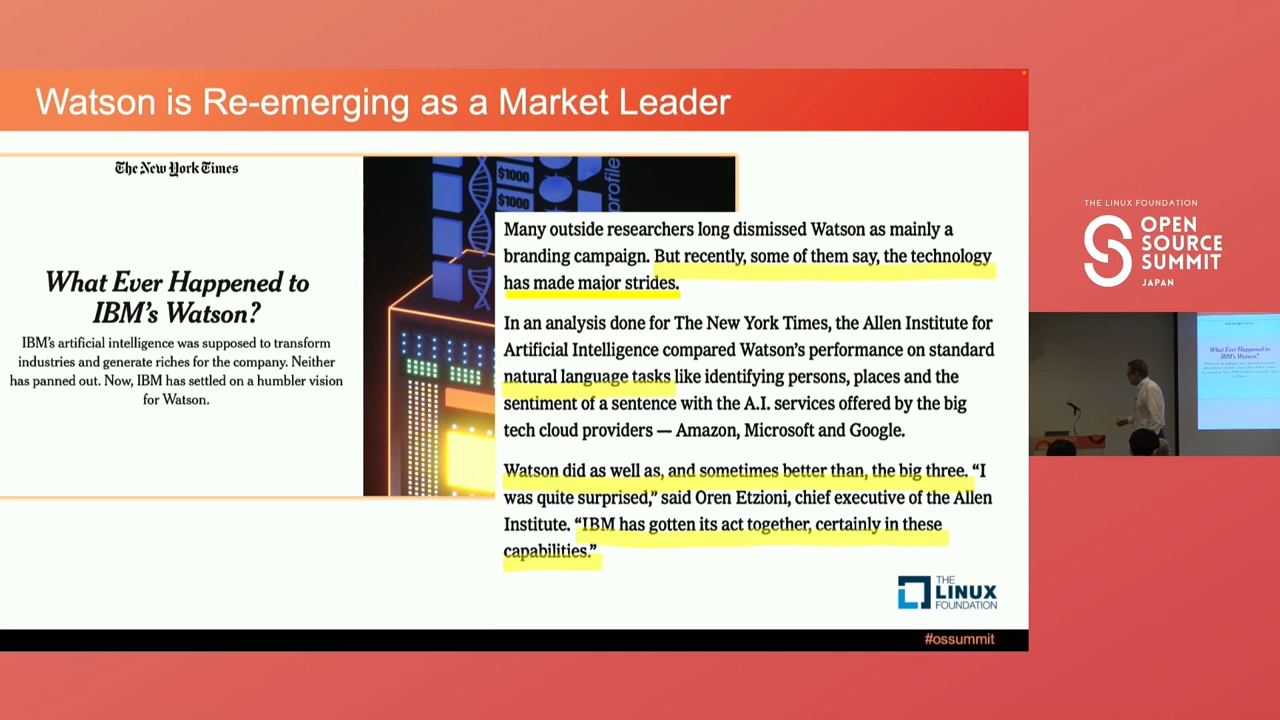 Watson is Re-emerging as a Market Leader
The New York Times
What Ever Happened to
IBM's Watson?
IBM's artificial intelligence was supposed to transform
industries and generate riches for the company. Neither
has panned out. Now, IBM has settled on a humbler vision
for Watson.
$1000
$1000
profile
Many outside researchers long dismissed Watson as mainly a
branding campaign. But recently, some of them say, the technology
has made major strides.
In an analysis done for The New York Times, the Allen Institute for
Artificial Intelligence compared Watson's performance on standard
natural language tasks like identifying persons, places and the
sentiment of a sentence with the A.I. services offered by the big
tech cloud providers — Amazon, Microsoft and Google.
Watson did as well as, and sometimes better than, the big three. “I
was quite surprised,” said Oren Etzioni, chief executive of the Allen
Institute. “IBM has gotten its act together, certainly in these
capabilities.”
THE
LINUX
FOUNDATION
#ossummit
THE LINUX FOUNDATION
OPEN
SOURCE
SUMMIT
JAPAN
What Ever Happened to
IBM's Watson?